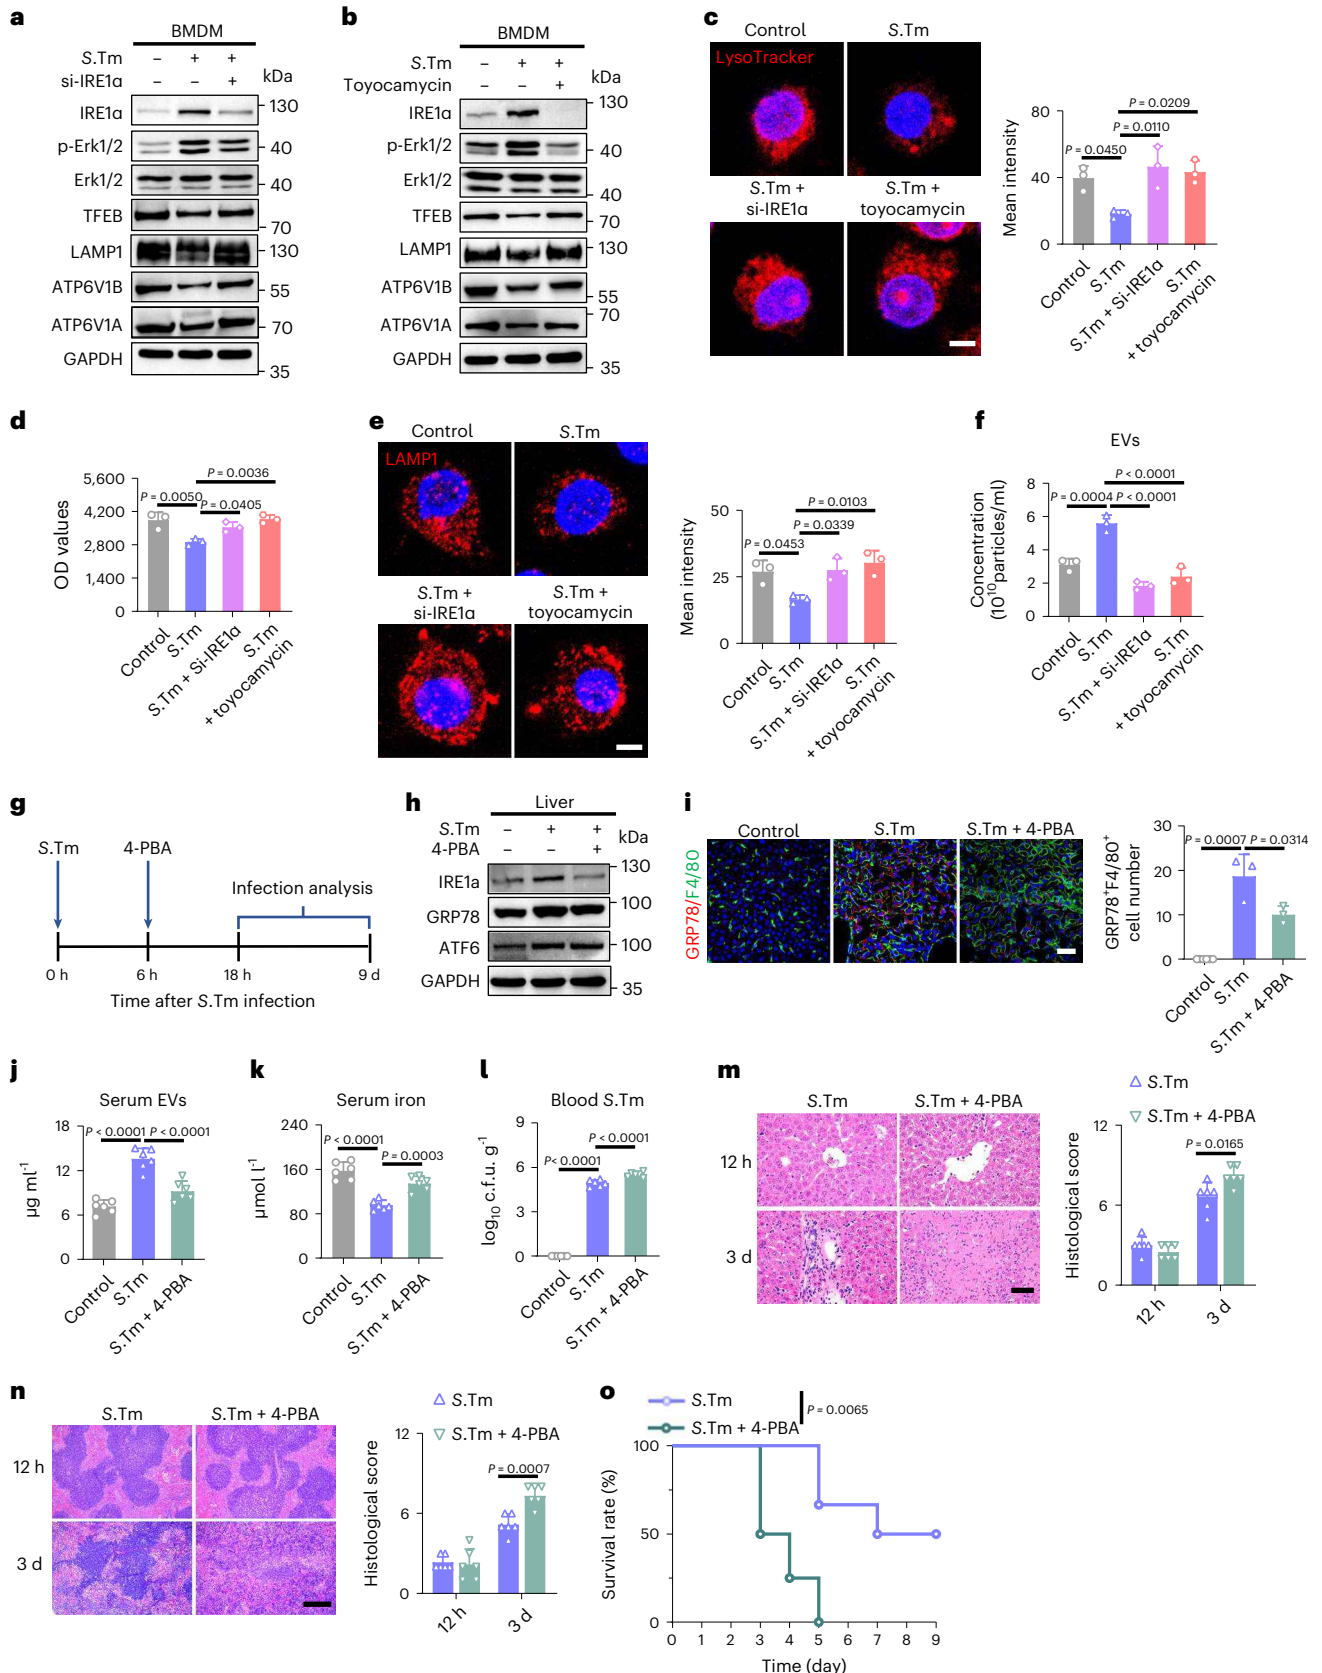 a
BMDM
S.Tm – + +
si-IRE1α – – +
kDa
IRE1α 130
p-Erk1/2 40
Erk1/2 40
TFEB 70
LAMP1 130
ATP6V1B 55
ATP6V1A 70
GAPDH 35
b
BMDM
S.Tm – + +
Toyocamycin – – +
kDa
IRE1α 130
p-Erk1/2 40
Erk1/2 40
TFEB 70
LAMP1 130
ATP6V1B 55
ATP6V1A 70
GAPDH 35
c
Control
S.Tm
LysoTracker
S.Tm +
si-IRE1α
S.Tm +
toyocamycin
Mean intensity
80
40
0
P = 0.0209
P = 0.0110
P = 0.0450
Control
S.Tm
S.Tm + Si-IRE1α
S.Tm
+ toyocamycin
d
OD values
5,600
4,200
2,800
1,400
0
P = 0.0036
P = 0.0050
P = 0.0405
Control
S.Tm
S.Tm + Si-IRE1α
S.Tm
+ toyocamycin
e
Control
S.Tm
LAMP1
S.Tm +
si-IRE1α
S.Tm +
toyocamycin
Mean intensity
50
25
0
P = 0.0103
P = 0.0339
P = 0.0453
Control
S.Tm
S.Tm + Si-IRE1α
S.Tm
+ toyocamycin
f
EVs
Concentration
(10¹⁰particles/ml)
8
6
4
2
0
P < 0.0001
P = 0.0004
P < 0.0001
Control
S.Tm
S.Tm + Si-IRE1α
S.Tm
+ toyocamycin
g
S.Tm
4-PBA
Infection analysis
0 h
6 h
18 h
9 d
Time after S.Tm infection
h
Liver
S.Tm – + +
4-PBA – – +
kDa
IRE1a 130
GRP78 100
ATF6 100
GAPDH 35
i
Control
S.Tm
S.Tm + 4-PBA
GRP78/F4/80
GRP78⁺F4/80⁺
cell number
30
20
10
0
P = 0.0007
P = 0.0314
Control
S.Tm
S.Tm + 4-PBA
j
Serum EVs
µg ml⁻¹
18
12
6
0
P < 0.0001
P < 0.0001
Control
S.Tm
S.Tm + 4-PBA
k
Serum iron
µmol l⁻¹
240
160
80
0
P < 0.0001
P = 0.0003
Control
S.Tm
S.Tm + 4-PBA
l
Blood S.Tm
log₁₀ c.f.u. g⁻¹
9
6
3
0
P < 0.0001
P < 0.0001
Control
S.Tm
S.Tm + 4-PBA
m
S.Tm
S.Tm + 4-PBA
12 h
3 d
S.Tm
S.Tm + 4-PBA
Histological score
12
6
0
P = 0.0165
12 h
3 d
n
S.Tm
S.Tm + 4-PBA
12 h
3 d
S.Tm
S.Tm + 4-PBA
Histological score
12
6
0
P = 0.0007
12 h
3 d
o
S.Tm
S.Tm + 4-PBA
P = 0.0065
Survival rate (%)
100
50
0
0 1 2 3 4 5 6 7 8 9
Time (day)